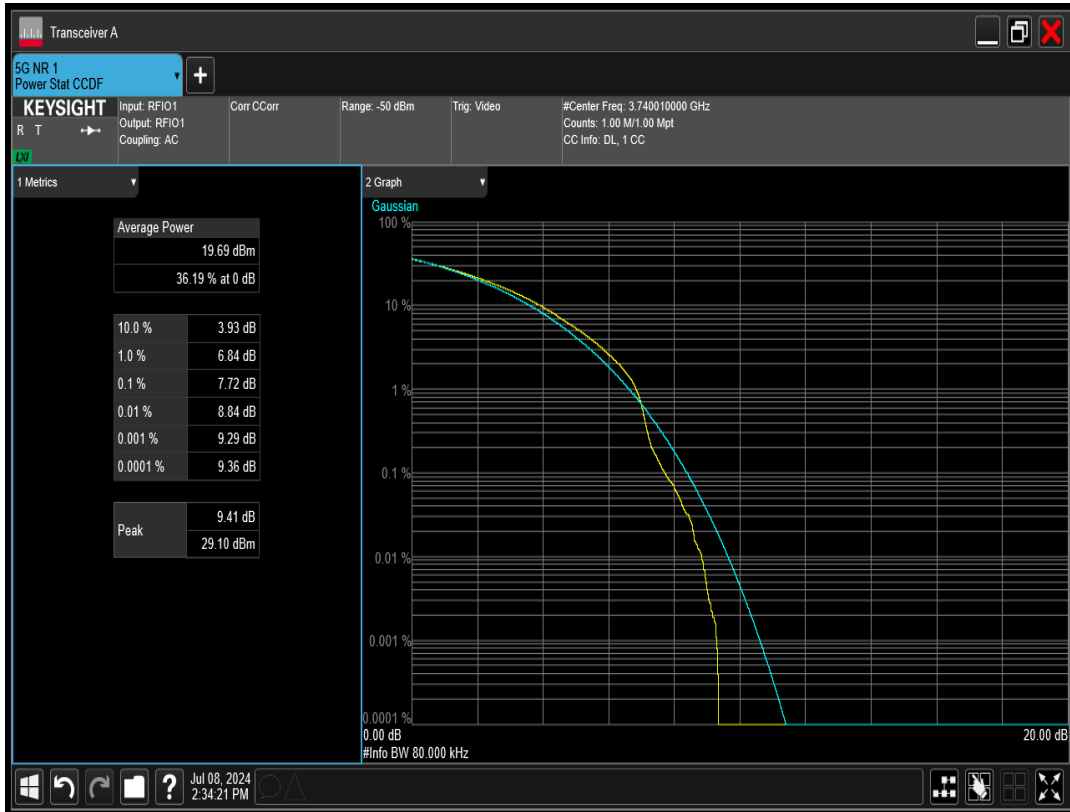 Transceiver A
5G NR 1
Power Stat CCDF
+
KEYSIGHT
R T
LXI
Input: RFIO1
Output: RFIO1
Coupling: AC
Corr CCorr
Range: -50 dBm
Trig: Video
#Center Freq: 3.740010000 GHz
Counts: 1.00 M/1.00 Mpt
CC Info: DL, 1 CC
1 Metrics
Average Power
19.69 dBm
36.19 % at 0 dB
10.0 % 3.93 dB
1.0 % 6.84 dB
0.1 % 7.72 dB
0.01 % 8.84 dB
0.001 % 9.29 dB
0.0001 % 9.36 dB
Peak 9.41 dB
29.10 dBm
2 Graph
Gaussian
100 %
10 %
1 %
0.1 %
0.01 %
0.001 %
0.0001 %
0.00 dB 20.00 dB
#Info BW 80.000 kHz
?
Jul 08, 2024
2:34:21 PM